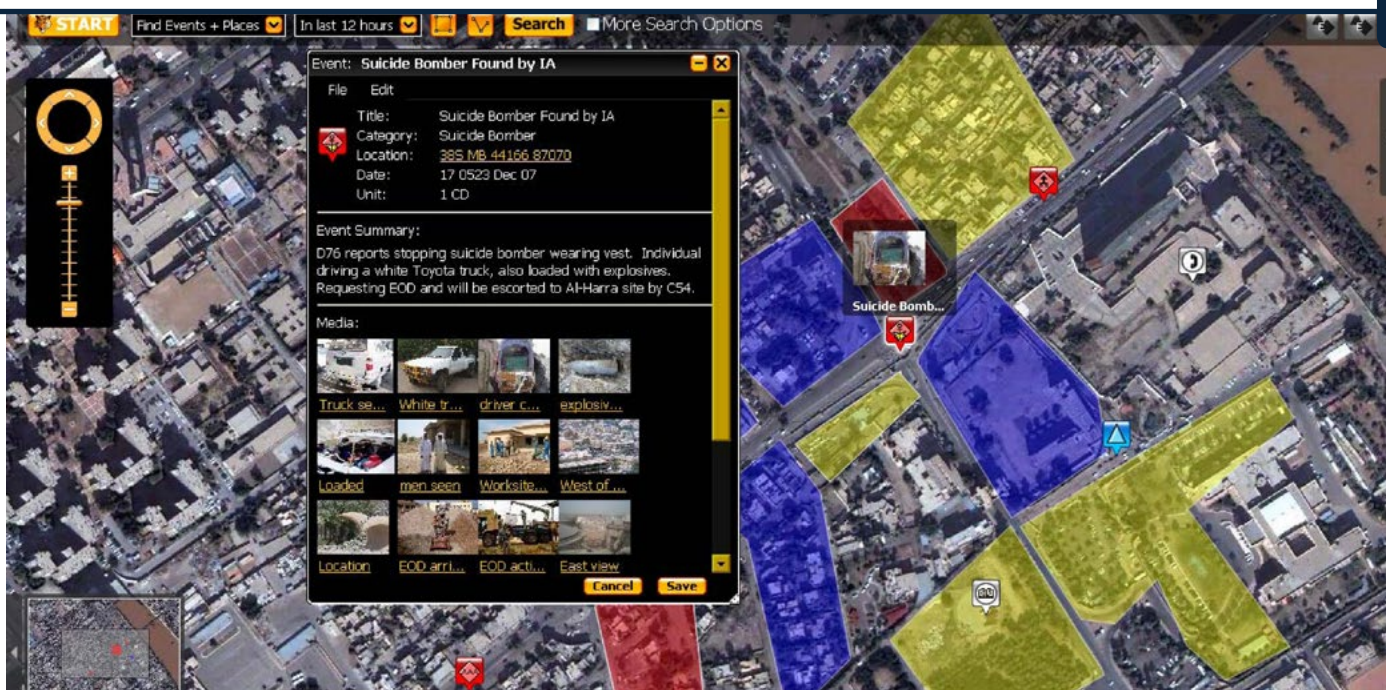 START Find Events + Places In last 12 hours Search More Search Options
Event: Suicide Bomber Found by IA
File Edit
Title: Suicide Bomber Found by IA
Category: Suicide Bomber
Location: 38S MB 44166 87070
Date: 17 0523 Dec 07
Unit: 1 CD
Event Summary:
D76 reports stopping suicide bomber wearing vest. Individual
driving a white Toyota truck, also loaded with explosives.
Requesting EOD and will be escorted to Al-Harra site by C54.
Media:
Truck se... White tr... driver c... explosiv...
Loaded men seen Worksite... West of ...
Location EOD arri... EOD acti... East view
Cancel Save
Suicide Bomb...